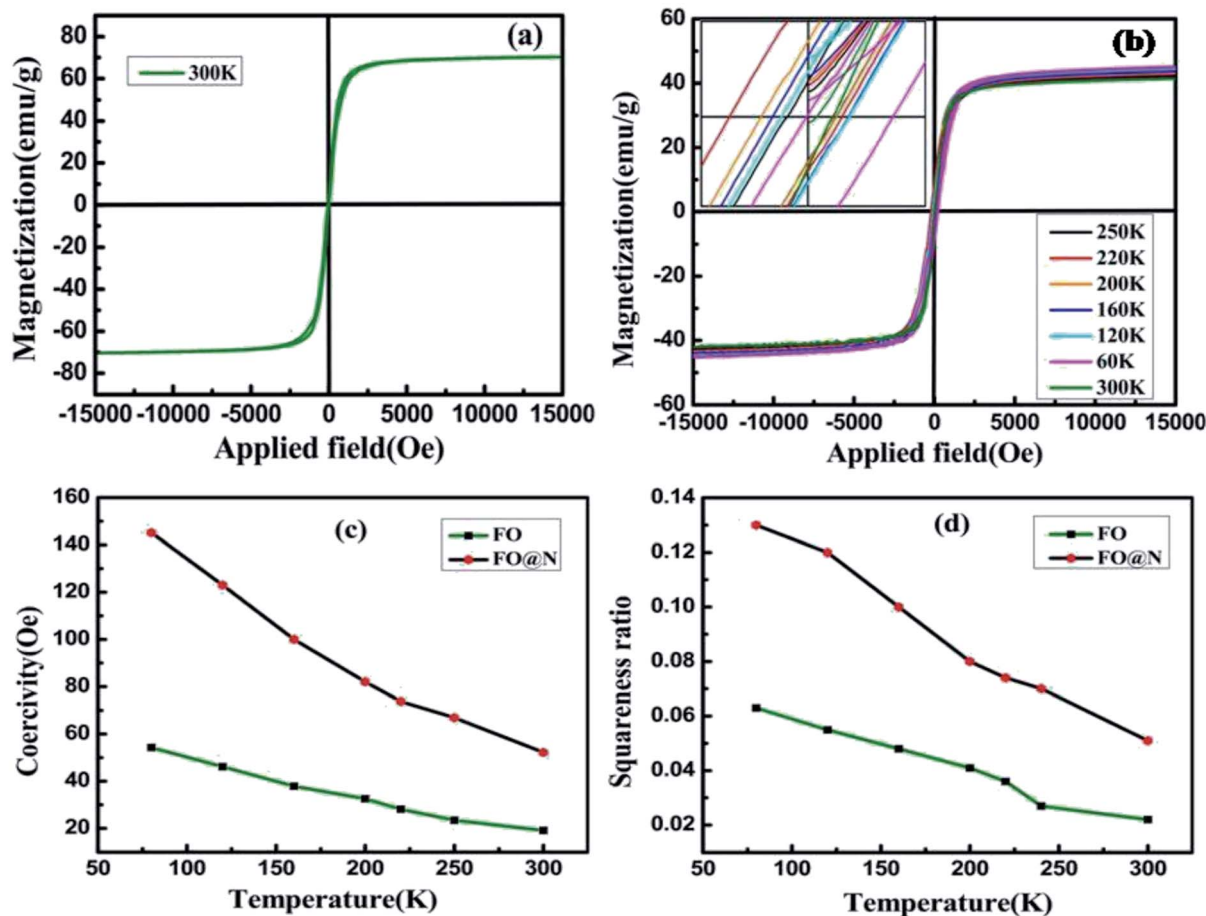 (a)
300K
80
60
40
20
0
-20
-40
-60
-80
Magnetization(emu/g)
-15000 -10000 -5000 0 5000 10000 15000
Applied field(Oe)
(b)
60
40
20
0
-20
-40
-60
Magnetization(emu/g)
250K
220K
200K
160K
120K
60K
300K
-15000 -10000 -5000 0 5000 10000 15000
Applied field(Oe)
(c)
FO
FO@N
160
140
120
100
80
60
40
20
Coercivity(Oe)
50 100 150 200 250 300
Temperature(K)
(d)
FO
FO@N
0.14
0.12
0.10
0.08
0.06
0.04
0.02
Squareness ratio
50 100 150 200 250 300
Temperature(K)